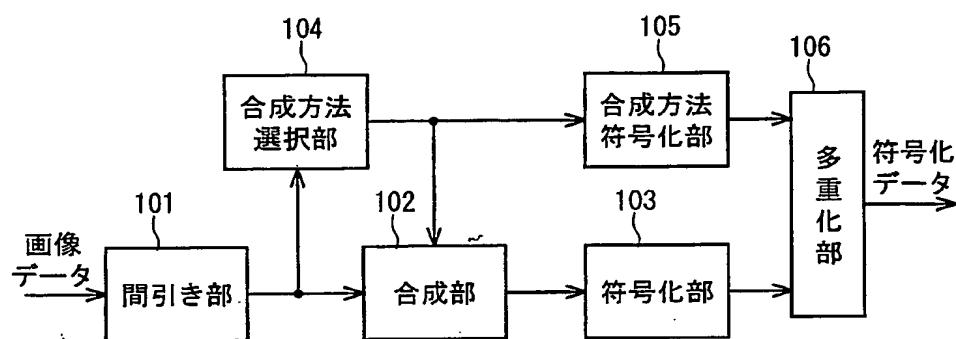 104
合成方法
選択部
105
合成方法
符号化部
106
多重化部
符号化
データ
101
画像
データ
間引き部
102
合成部
103
符号化部